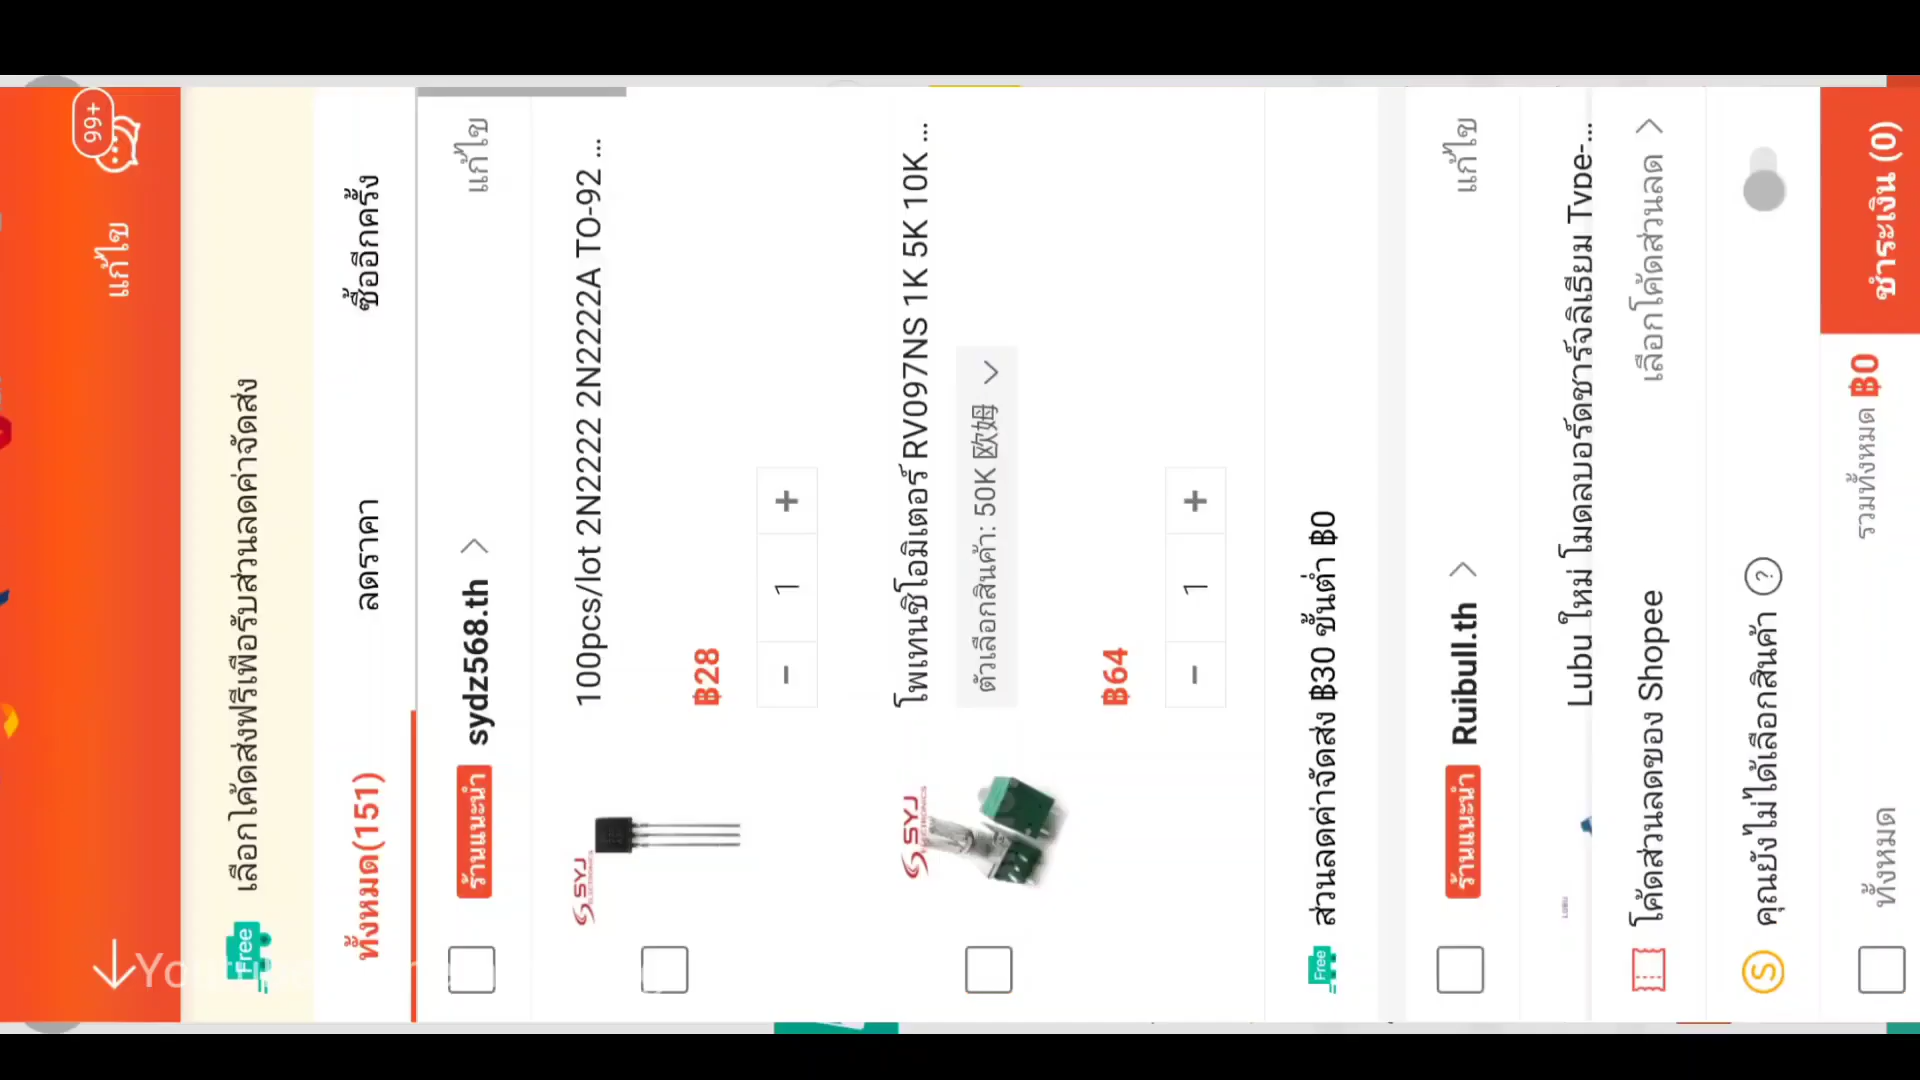 99+
แก้ไข
Free เลือกโค้ดส่งฟรีเพื่อรับส่วนลดค่าจัดส่ง
ทั้งหมด(151) ลดราคา ซื้ออีกครั้ง
ร้านแนะนำ sydz568.th > แก้ไข
SYJ ELECTRONICS
100pcs/lot 2N2222 2N2222A TO-92 ...
฿28
- 1 +
SYJ ELECTRONICS
โพเทนชิโอมิเตอร์ RV097NS 1K 5K 10K ...
ตัวเลือกสินค้า: 50K 欧姆
฿64
- 1 +
Free ส่วนลดค่าจัดส่ง ฿30 ขั้นต่ำ ฿0
ร้านแนะนำ Ruibull.th > แก้ไข
Lubu ใหม่ โมดูลบอร์ดชาร์จลิเธียม Type-...
โค้ดส่วนลดของ Shopee เลือกโค้ดส่วนลด >
คุณยังไม่ได้เลือกสินค้า ?
ทั้งหมด รวมทั้งหมด ฿0 ชำระเงิน (0)